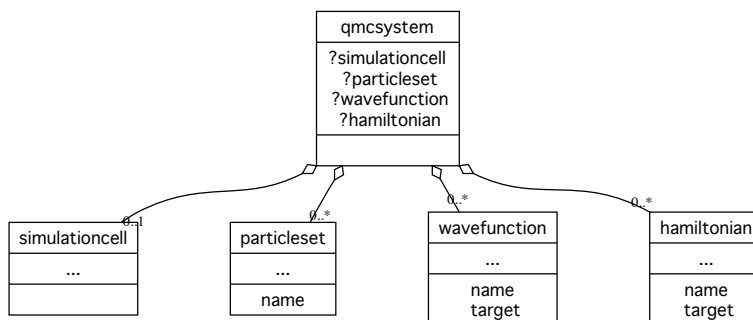 qmcsystem
?simulationcell
?particleset
?wavefunction
?hamiltonian
0..1
0..*
0..*
0..*
simulationcell
...
particleset
...
name
wavefunction
...
name
target
hamiltonian
...
name
target